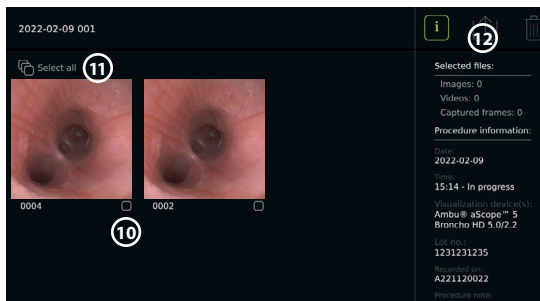 2022-02-09 001
i
12
Select all
11
0004
0002
10
Selected files:
Images: 0
Videos: 0
Captured frames: 0
Procedure information:
Date:
2022-02-09
Time:
15:14 - In progress
Visualization device(s):
Ambu® aScope™ 5
Broncho HD 5.0/2.2
Lot no.:
1231231235
Recorded on:
A221120022
Procedure note: